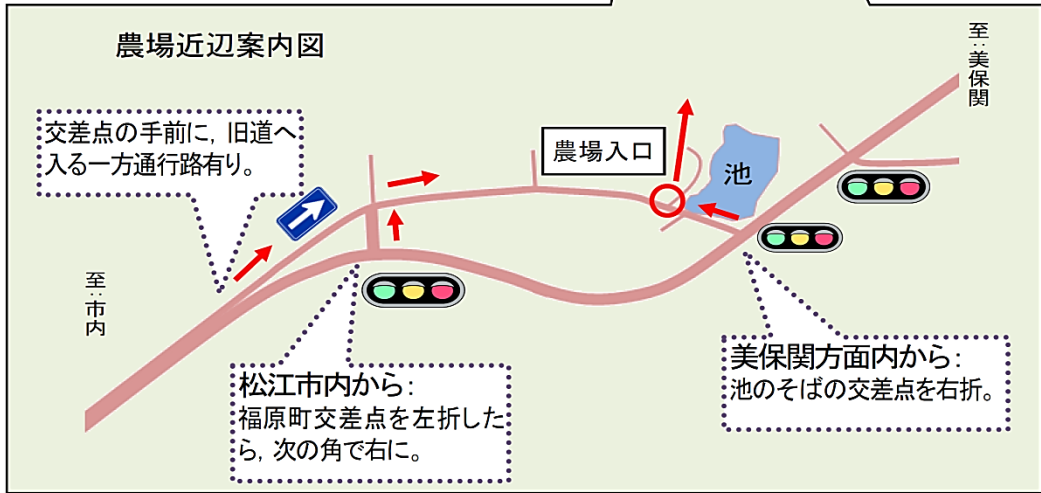 農場近辺案内図
至:美保関
交差点の手前に，旧道へ
入る一方通行路有り。
農場入口
池
至:市内
松江市内から:
福原町交差点を左折した
ら，次の角で右に。
美保関方面内から:
池のそばの交差点を右折。